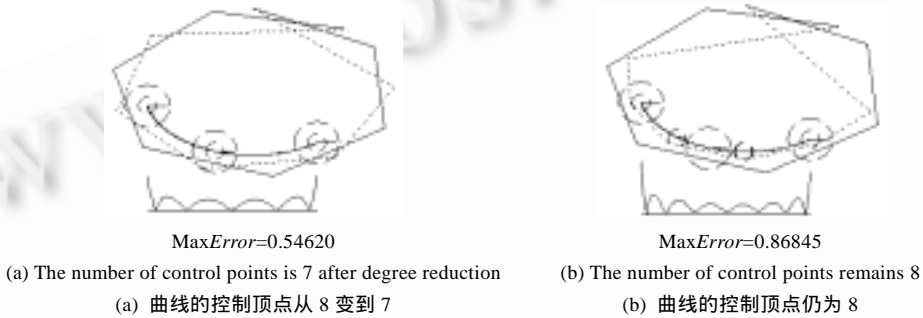 MaxError=0.54620
MaxError=0.86845
(a) The number of control points is 7 after degree reduction
(b) The number of control points remains 8
(a) 曲线的控制顶点从 8 变到 7
(b) 曲线的控制顶点仍为 8